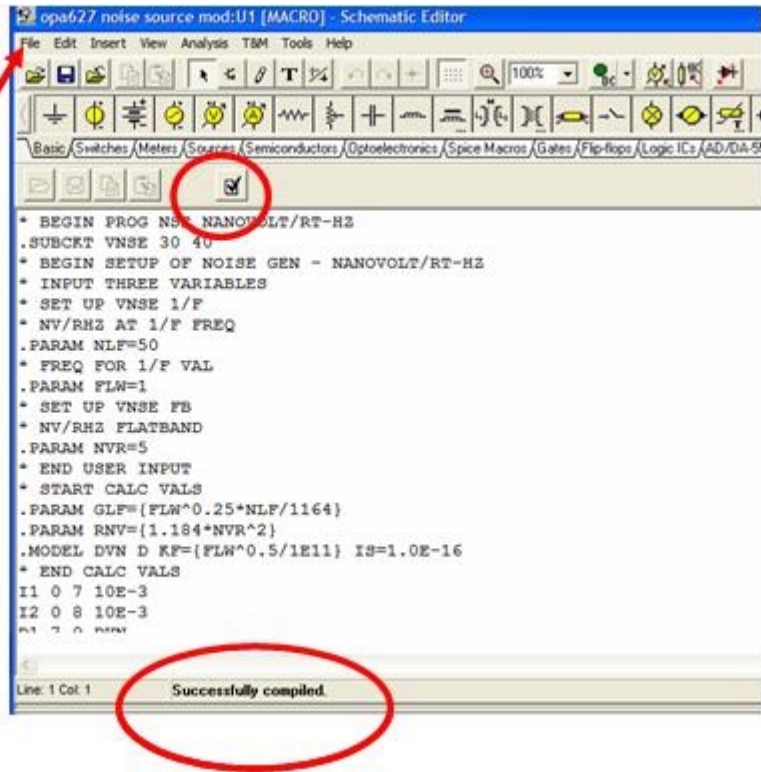 opa627 noise source mod:U1 [MACRO] - Schematic Editor
File Edit Insert View Analysis T&M Tools Help
100%
Basic Switches Meters Sources Semiconductors Optoelectronics Spice Macros Gates Flip-flops Logic ICs
* BEGIN PROG NSE NANOVOLT/RT-HZ
.SUBCKT VNSE 30 40
* BEGIN SETUP OF NOISE GEN - NANOVOLT/RT-HZ
* INPUT THREE VARIABLES
* SET UP VNSE 1/F
* NV/RHZ AT 1/F FREQ
.PARAM NLF=50
* FREQ FOR 1/F VAL
.PARAM FLW=1
* SET UP VNSE FB
* NV/RHZ FLATBAND
.PARAM NVR=5
* END USER INPUT
* START CALC VALS
.PARAM GLF={FLW^0.25*NLF/1164}
.PARAM RNV={1.184*NVR^2}
.MODEL DVN D KF={FLW^0.5/1E11} IS=1.0E-16
* END CALC VALS
I1 0 7 10E-3
I2 0 8 10E-3
Line: 1 Col: 1 Successfully compiled.